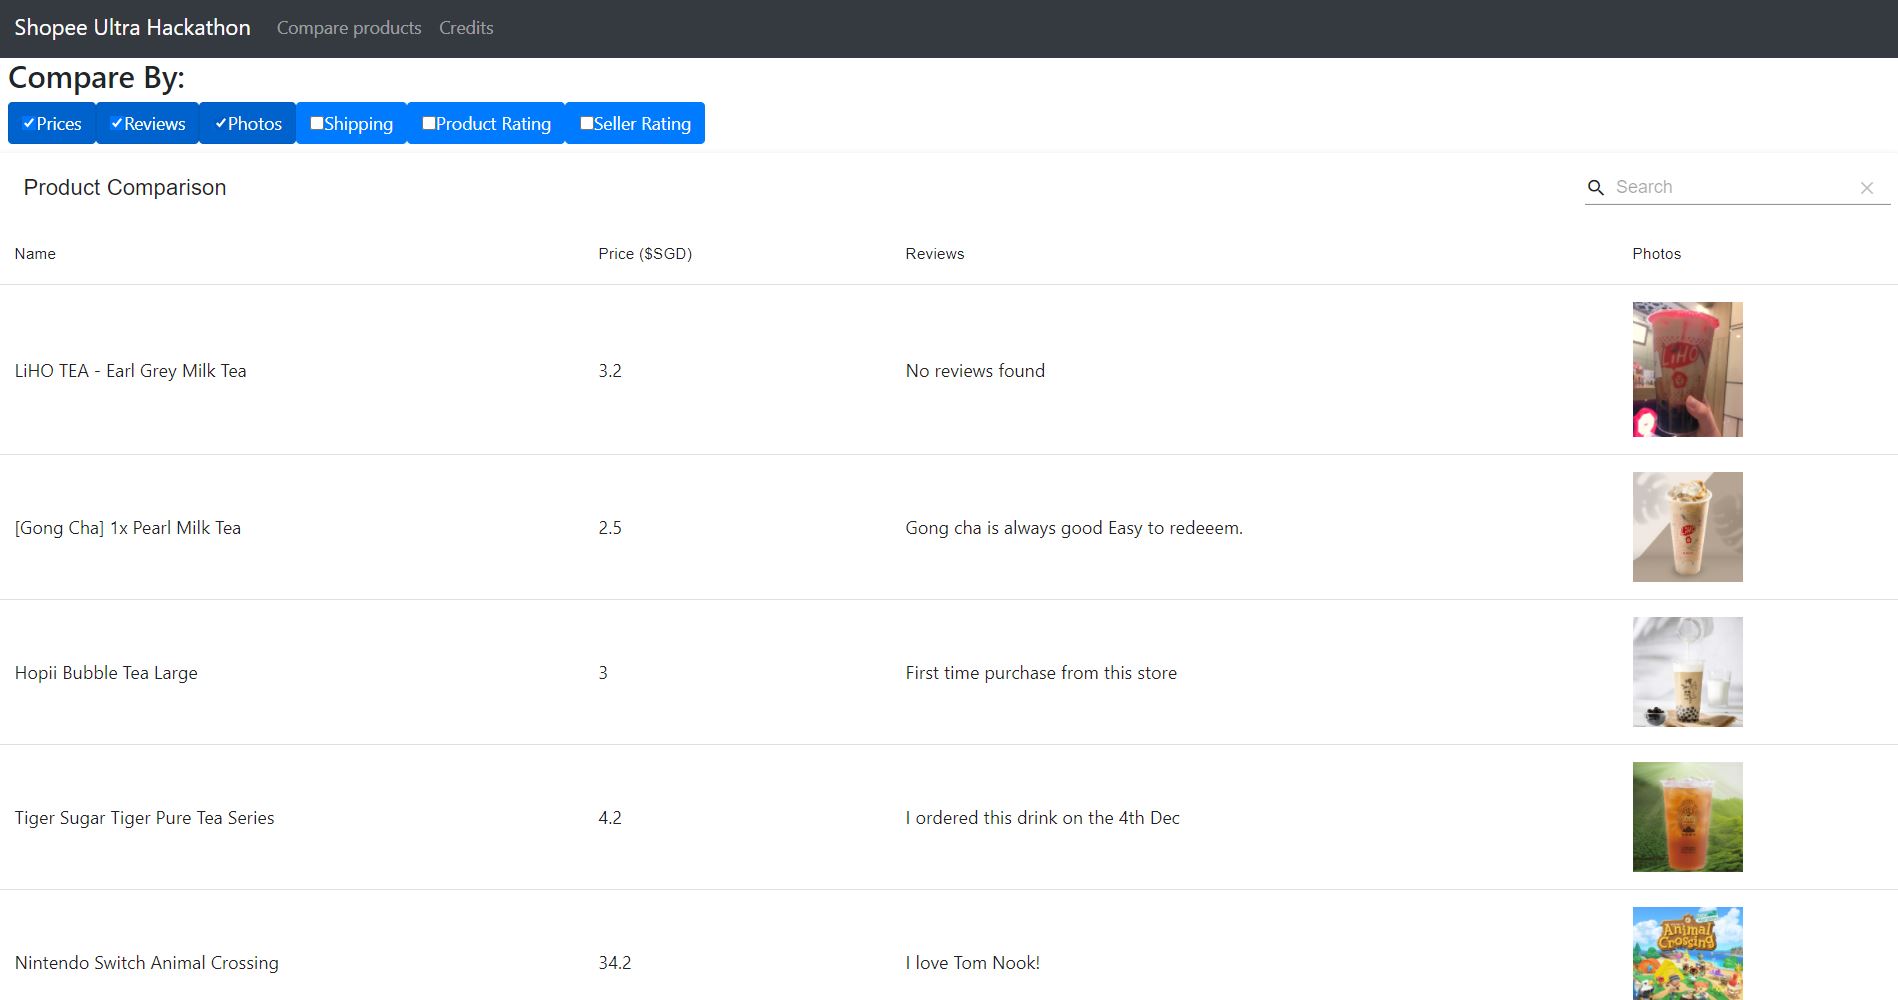 Shopee Ultra Hackathon Compare products Credits
Compare By:
Prices Reviews Photos Shipping Product Rating Seller Rating
Product Comparison Search
Name Price ($SGD) Reviews Photos
LiHO TEA - Earl Grey Milk Tea 3.2 No reviews found
LiHO
[Gong Cha] 1x Pearl Milk Tea 2.5 Gong cha is always good Easy to redeeem.
Hopii Bubble Tea Large 3 First time purchase from this store
Tiger Sugar Tiger Pure Tea Series 4.2 I ordered this drink on the 4th Dec
Animal
Crossing
Nintendo Switch Animal Crossing 34.2 I love Tom Nook!